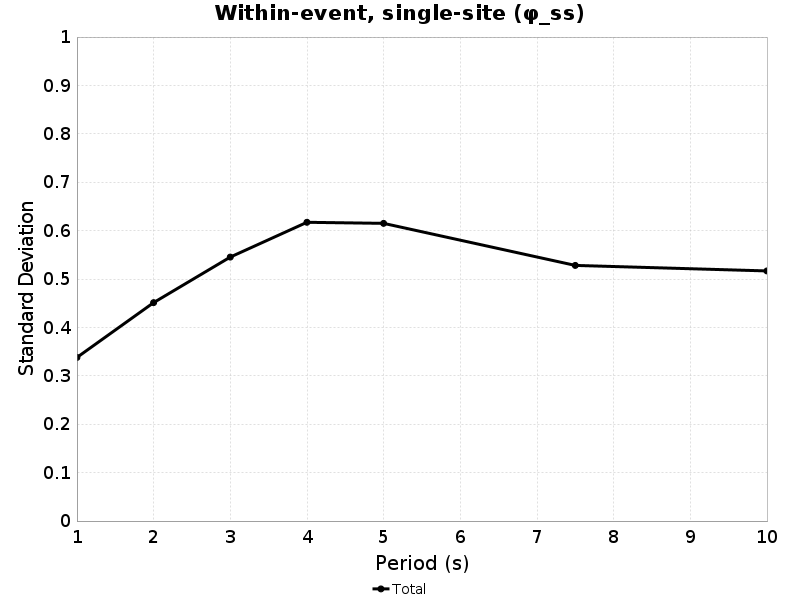 Within-event, single-site (φ_ss)
1
0.9
0.8
0.7
0.6
0.5
0.4
0.3
0.2
0.1
0
Standard Deviation
1 2 3 4 5 6 7 8 9 10
Period (s)
Total